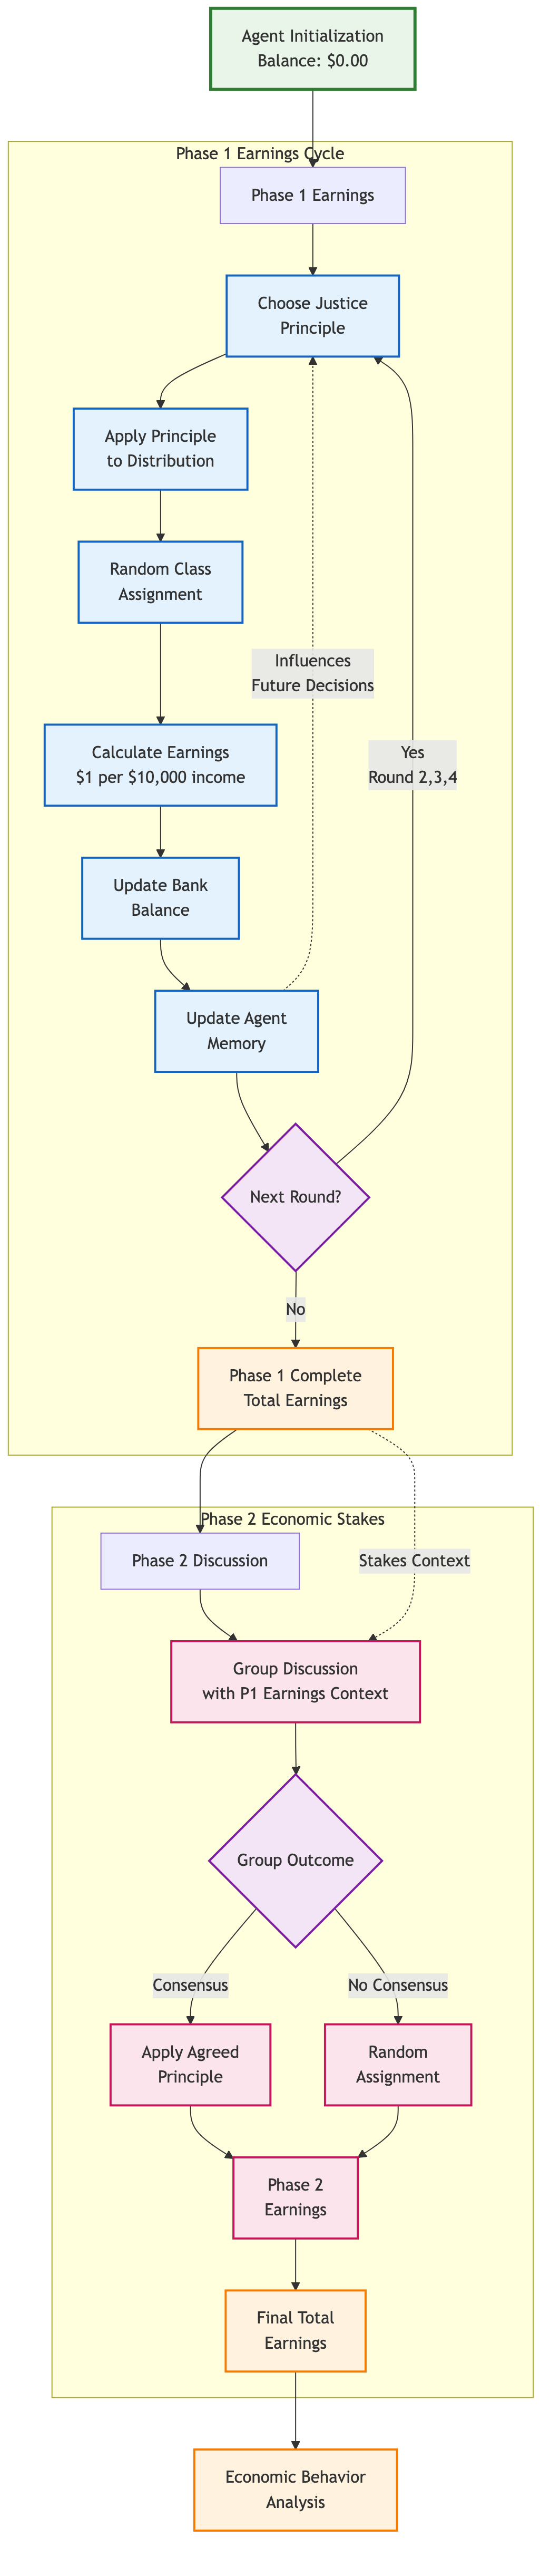 Agent Initialization
Balance: $0.00
Phase 1 Earnings Cycle
Phase 1 Earnings
Choose Justice
Principle
Apply Principle
to Distribution
Random Class
Assignment
Influences
Future Decisions
Calculate Earnings
$1 per $10,000 income
Yes
Round 2,3,4
Update Bank
Balance
Update Agent
Memory
Next Round?
No
Phase 1 Complete
Total Earnings
Phase 2 Economic Stakes
Phase 2 Discussion
Stakes Context
Group Discussion
with P1 Earnings Context
Group Outcome
Consensus
No Consensus
Apply Agreed
Principle
Random
Assignment
Phase 2
Earnings
Final Total
Earnings
Economic Behavior
Analysis